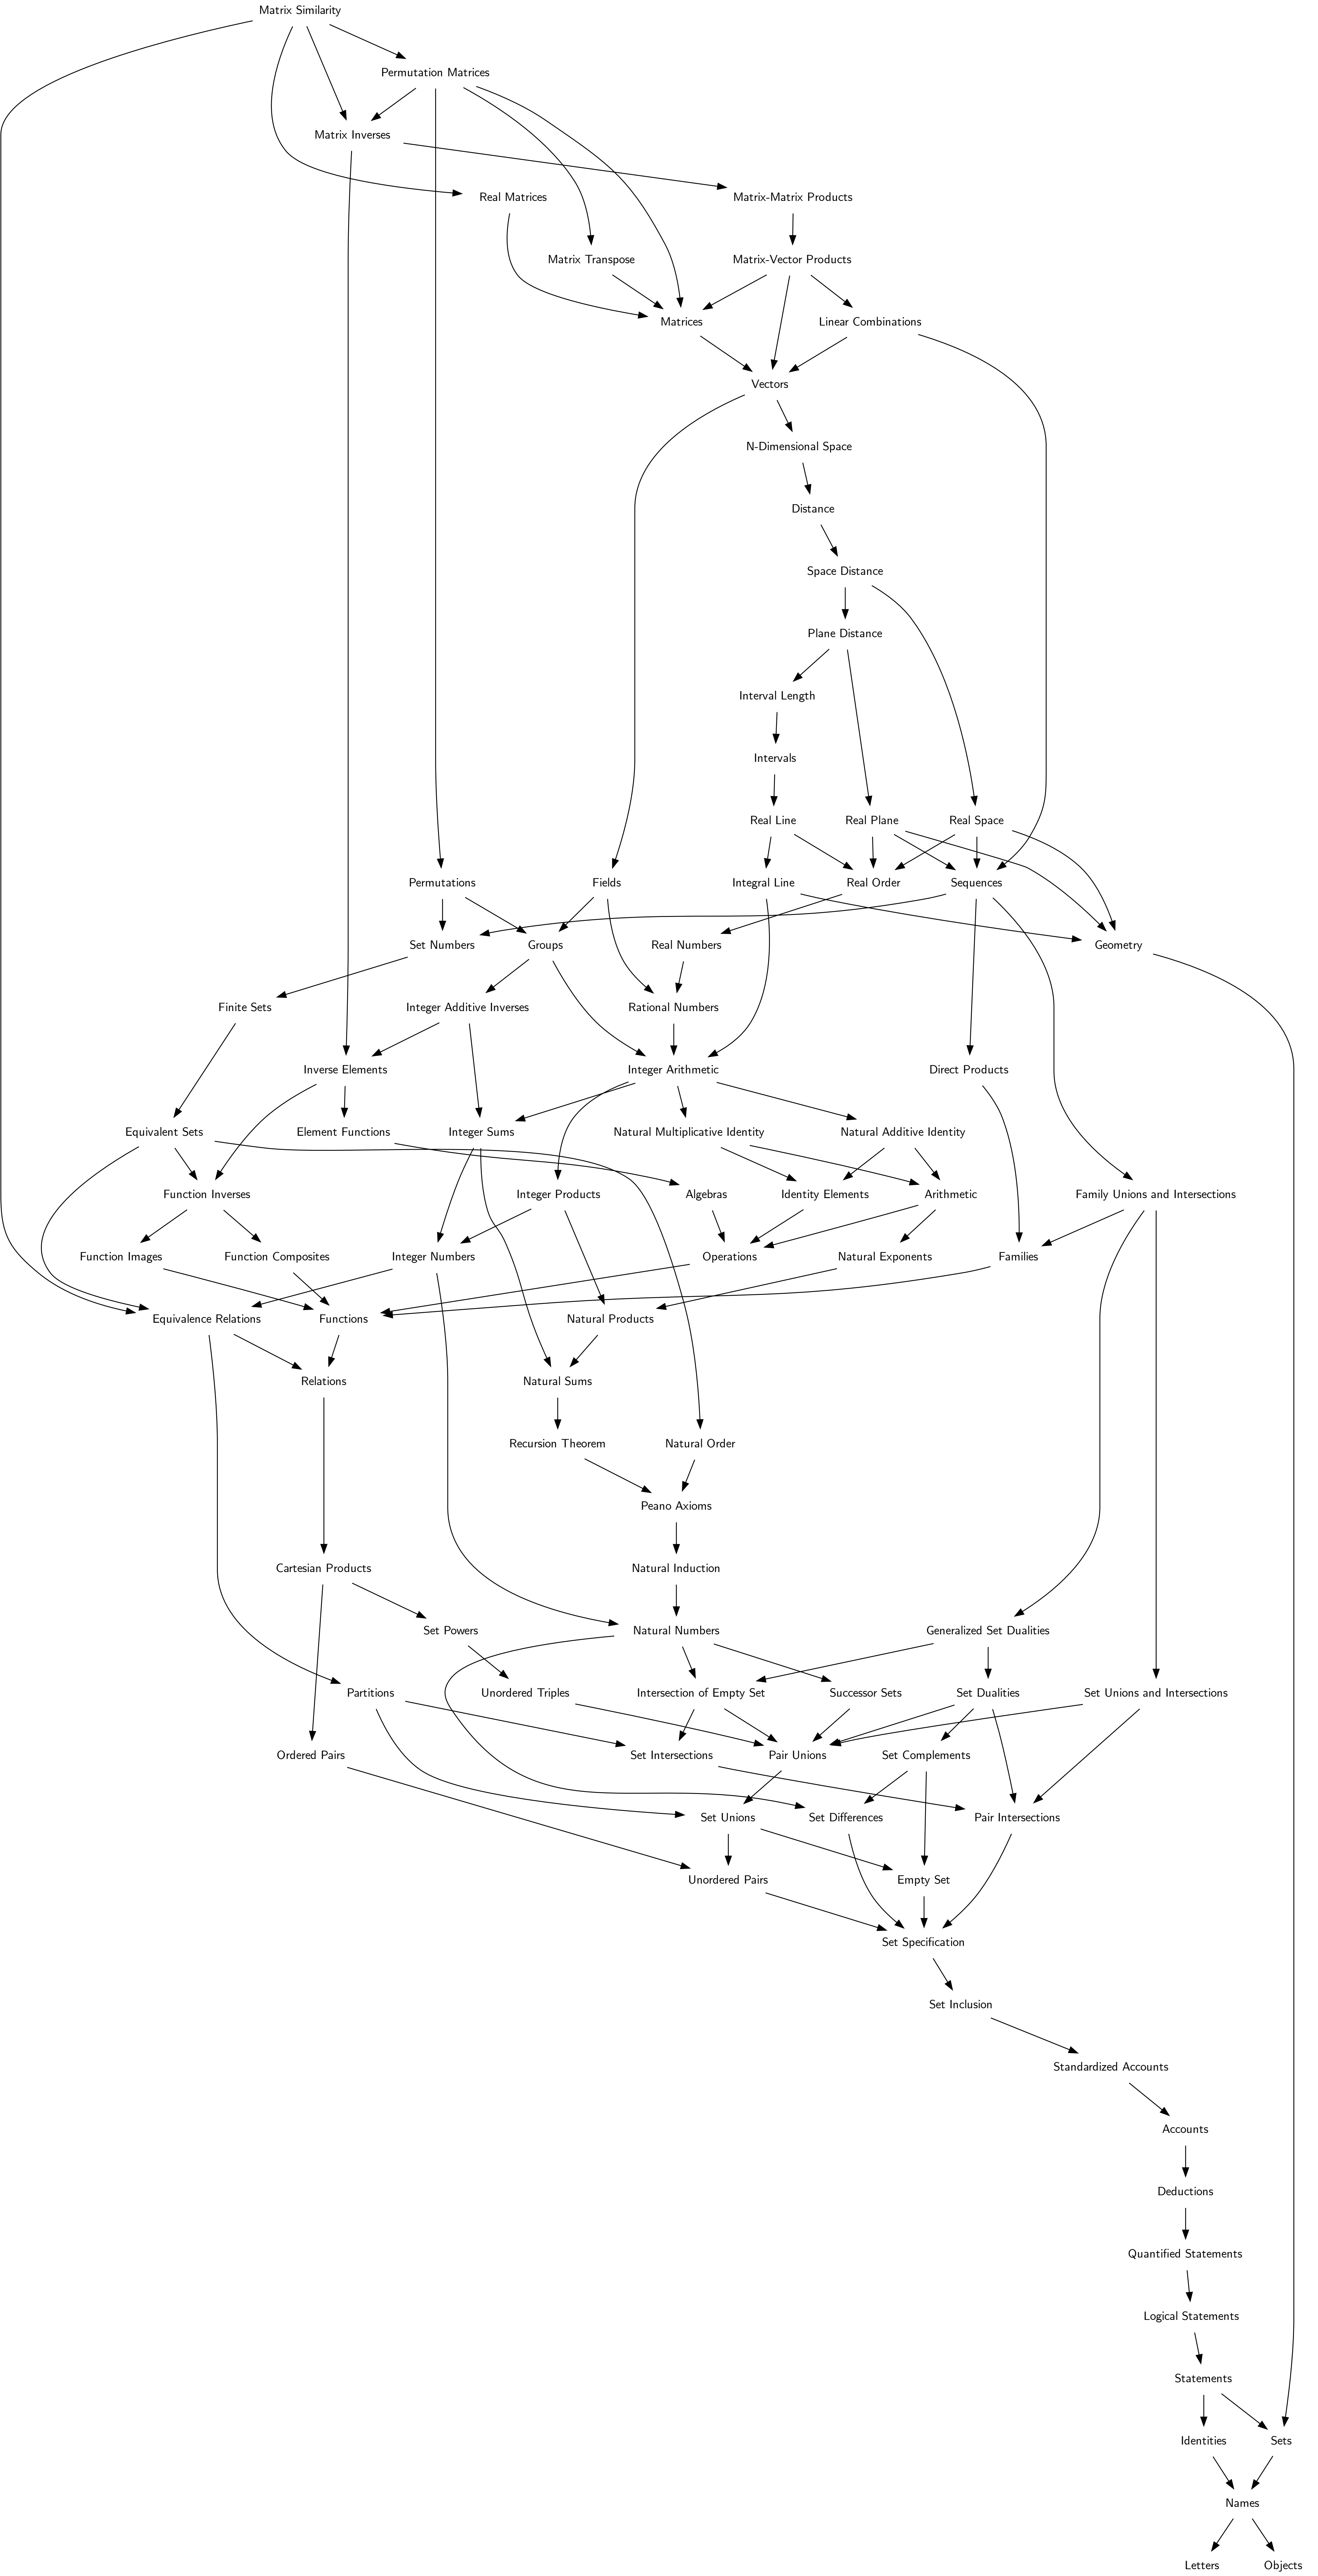 Matrix Similarity
Permutation Matrices
Matrix Inverses
Real Matrices
Matrix-Matrix Products
Matrix Transpose
Matrix-Vector Products
Matrices
Linear Combinations
Vectors
N-Dimensional Space
Distance
Space Distance
Plane Distance
Interval Length
Intervals
Real Line
Real Plane
Real Space
Permutations
Fields
Integral Line
Real Order
Sequences
Set Numbers
Groups
Real Numbers
Geometry
Finite Sets
Integer Additive Inverses
Rational Numbers
Inverse Elements
Integer Arithmetic
Direct Products
Equivalent Sets
Element Functions
Integer Sums
Natural Multiplicative Identity
Natural Additive Identity
Function Inverses
Integer Products
Algebras
Identity Elements
Arithmetic
Family Unions and Intersections
Function Images
Function Composites
Integer Numbers
Operations
Natural Exponents
Families
Equivalence Relations
Functions
Natural Products
Relations
Natural Sums
Recursion Theorem
Natural Order
Peano Axioms
Cartesian Products
Natural Induction
Set Powers
Natural Numbers
Generalized Set Dualities
Partitions
Unordered Triples
Intersection of Empty Set
Successor Sets
Set Dualities
Set Unions and Intersections
Ordered Pairs
Set Intersections
Pair Unions
Set Complements
Set Unions
Set Differences
Pair Intersections
Unordered Pairs
Empty Set
Set Specification
Set Inclusion
Standardized Accounts
Accounts
Deductions
Quantified Statements
Logical Statements
Statements
Identities
Sets
Names
Letters
Objects